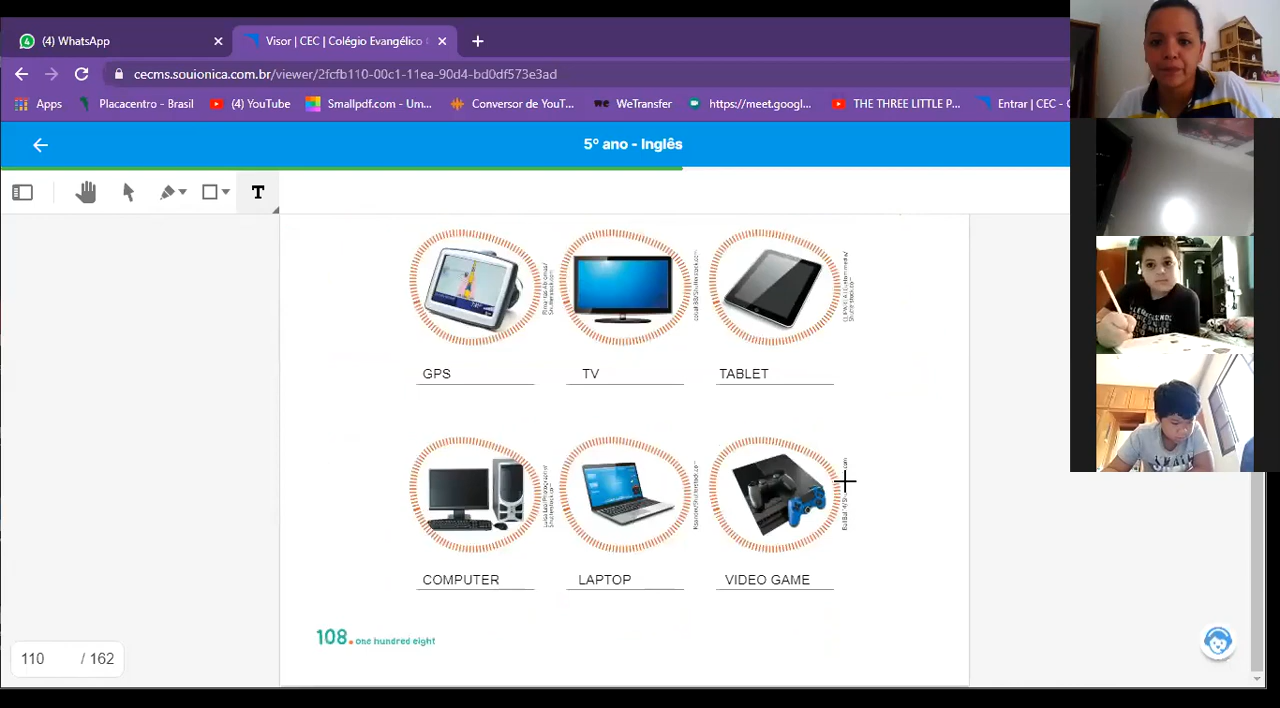 (4) WhatsApp
Visor | CEC | Colégio Evangélico
cecms.souionica.com.br/viewer/2fcfb110-00c1-11ea-90d4-bd0df573e3ad
Apps Placacentro - Brasil (4) YouTube Smallpdf.com - Um... Conversor de YouT... WeTransfer https://meet.googl... THE THREE LITTLE P... Entrar | CEC - C
5º ano - Inglês
T
GPS TV TABLET
COMPUTER LAPTOP VIDEO GAME
108. one hundred eight
110 / 162